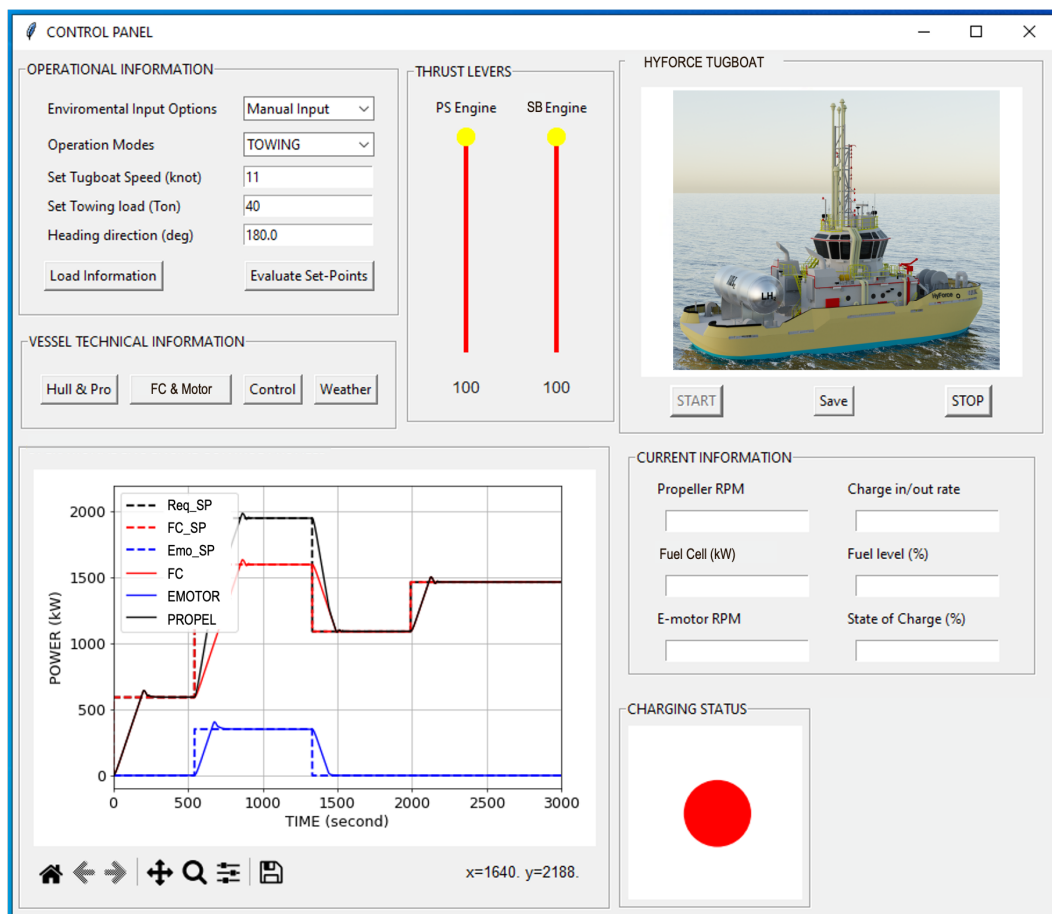 CONTROL PANEL
OPERATIONAL INFORMATION
Enviromental Input Options
Manual Input
Operation Modes
TOWING
Set Tugboat Speed (knot)
11
Set Towing load (Ton)
40
Heading direction (deg)
180.0
Load Information
Evaluate Set-Points
VESSEL TECHNICAL INFORMATION
Hull & Pro
FC & Motor
Control
Weather
THRUST LEVERS
PS Engine
SB Engine
100
100
HYFORCE TUGBOAT
LH₂
HyForce
START
Save
STOP
Req_SP
FC_SP
Emo_SP
FC
EMOTOR
PROPEL
POWER (kW)
2000
1500
1000
500
0
0 500 1000 1500 2000 2500 3000
TIME (second)
x=1640. y=2188.
CURRENT INFORMATION
Propeller RPM
Charge in/out rate
Fuel Cell (kW)
Fuel level (%)
E-motor RPM
State of Charge (%)
CHARGING STATUS